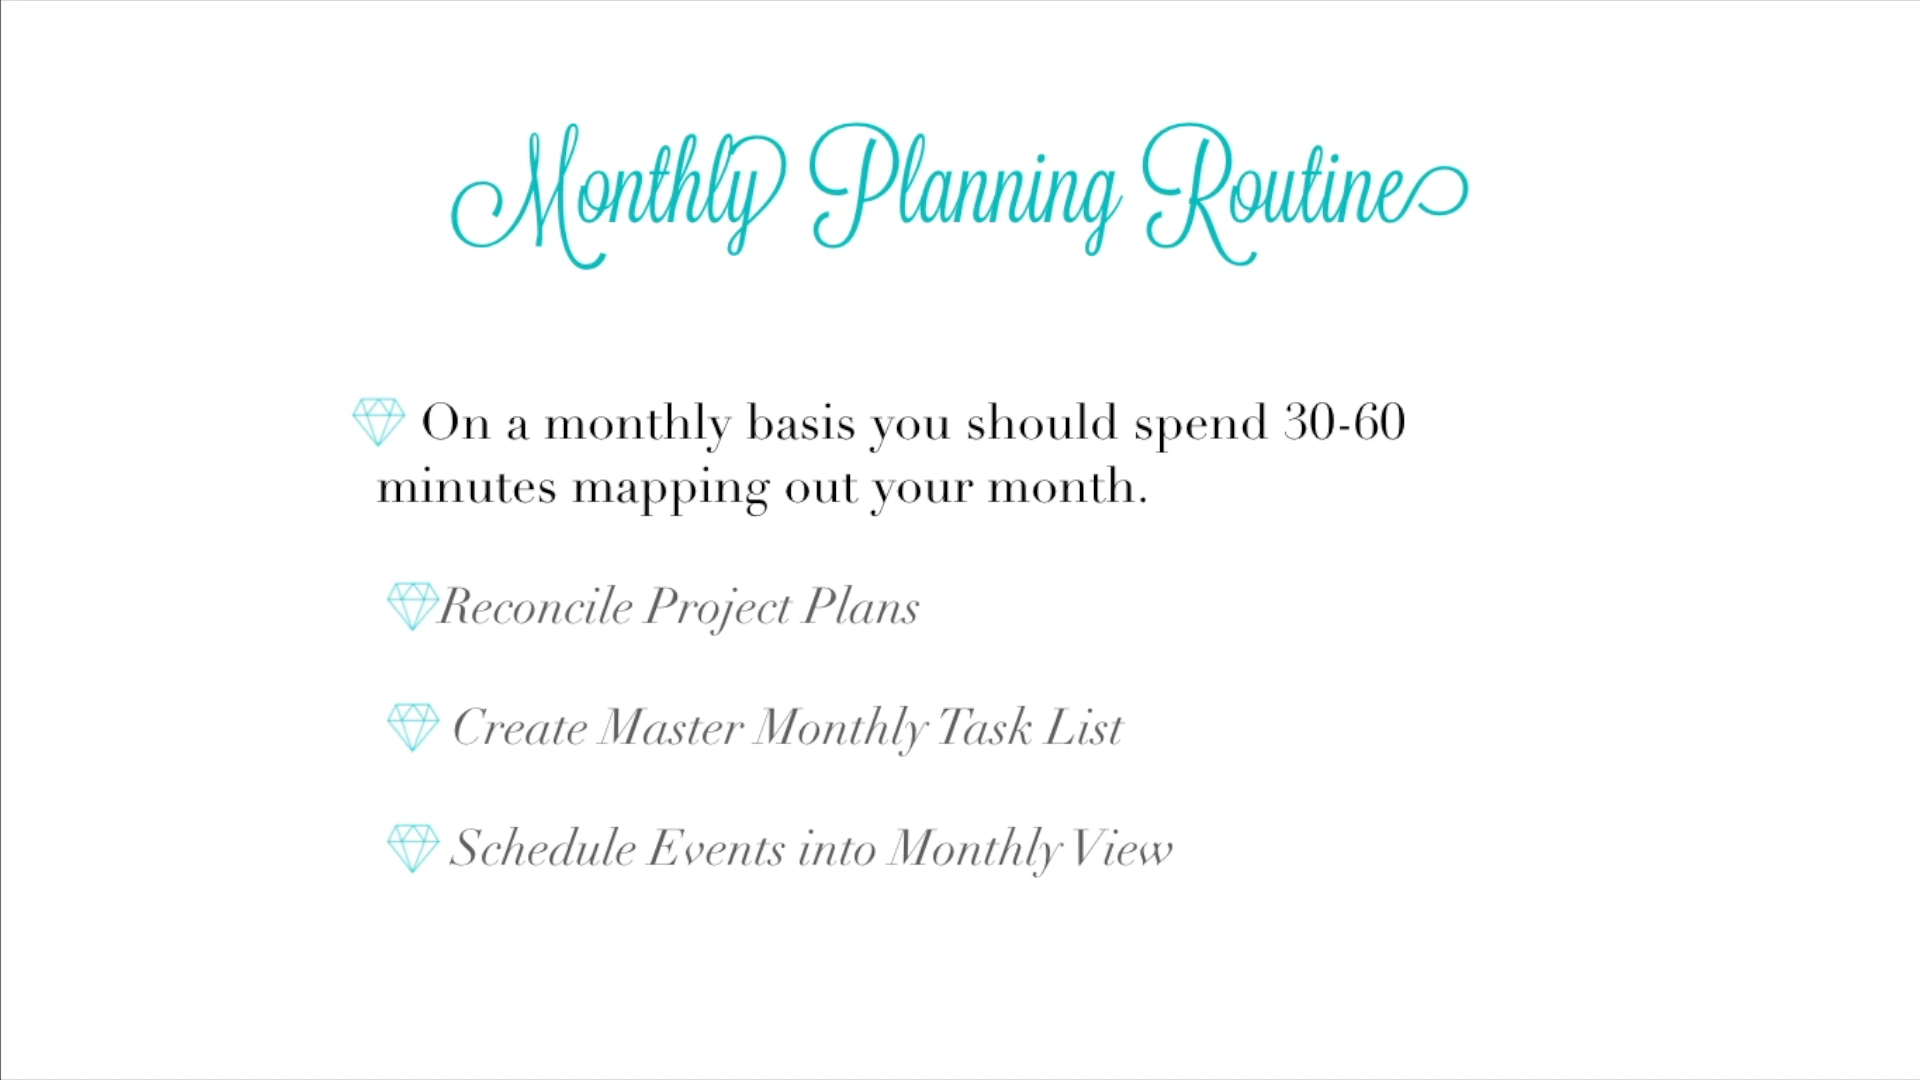 Monthly Planning Routine
On a monthly basis you should spend 30-60
minutes mapping out your month.
Reconcile Project Plans
Create Master Monthly Task List
Schedule Events into Monthly View